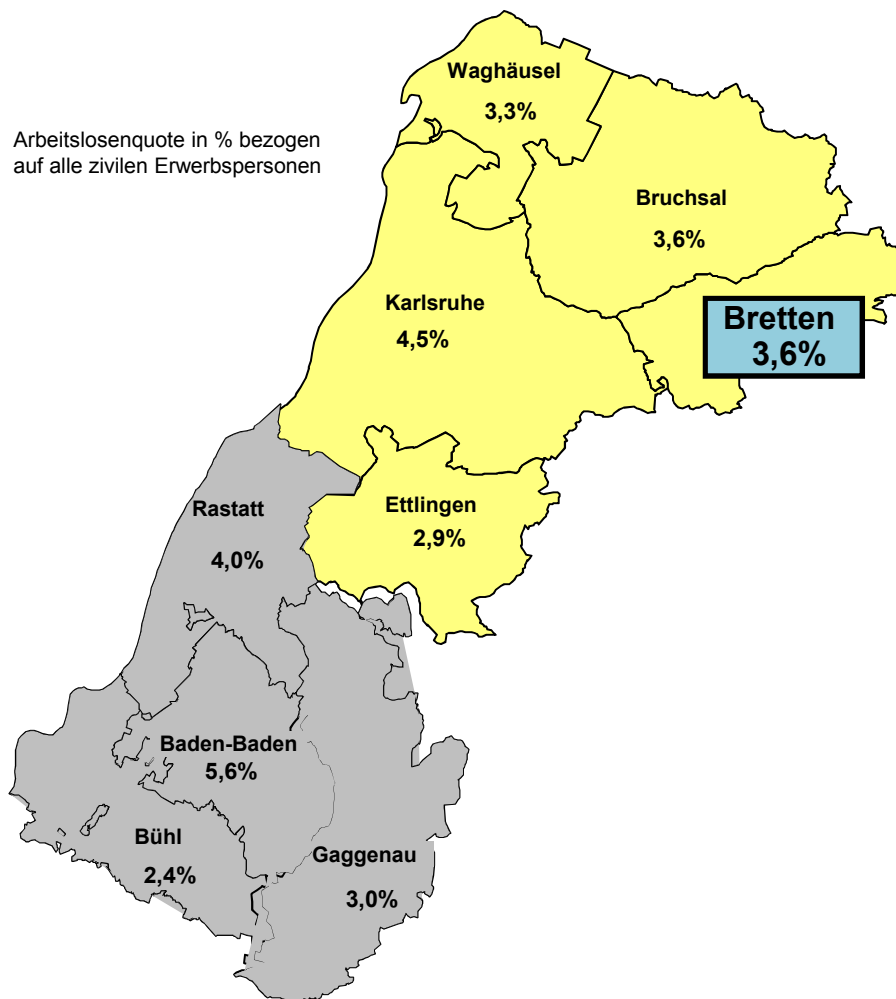 Waghäusel
3,3%
Arbeitslosenquote in % bezogen
auf alle zivilen Erwerbspersonen
Bruchsal
3,6%
Karlsruhe
4,5%
Bretten
3,6%
Rastatt
4,0%
Ettlingen
2,9%
Baden-Baden
5,6%
Bühl
2,4%
Gaggenau
3,0%